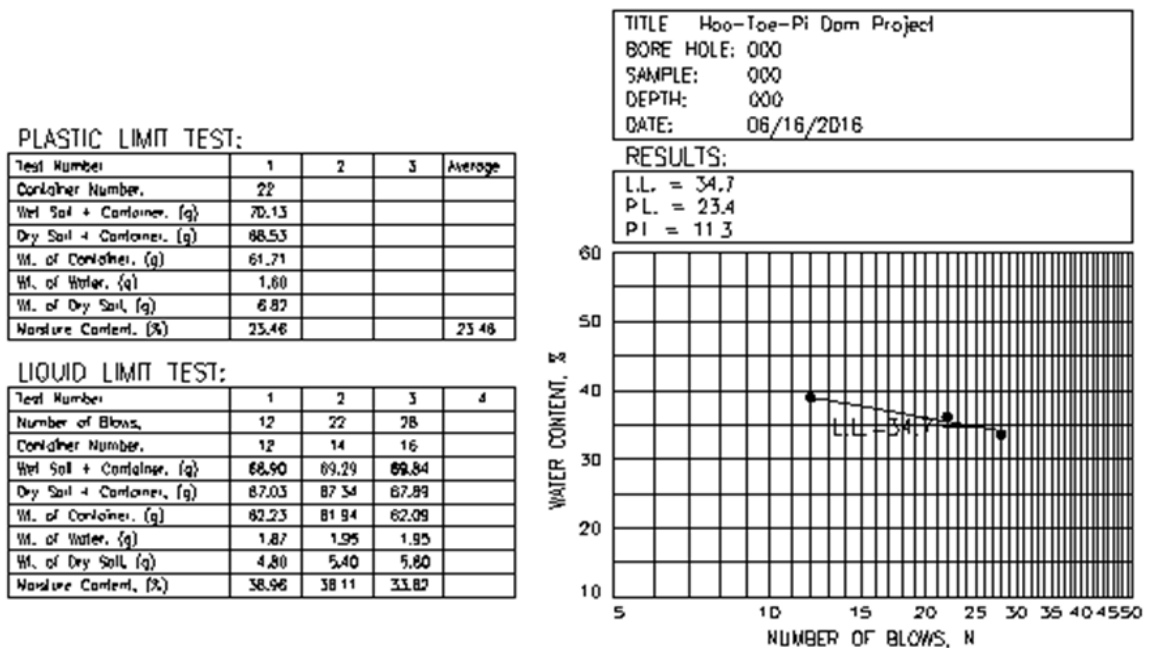 TITLE Hoo-Toe-Pi Dam Project
BORE HOLE: 000
SAMPLE: 000
DEPTH: 000
DATE: 06/16/2016
RESULTS:
L.L. = 34.7
P.L. = 23.4
P.I. = 11.3
PLASTIC LIMIT TEST:
Test Number 1 2 3 Average
Container Number. 22
Wet Soil + Container. (g) 70.13
Dry Soil + Container. (g) 68.53
Wt. of Container. (g) 61.71
Wt. of Water. (g) 1.60
Wt. of Dry Soil, (g) 6.82
Moisture Content. (%) 23.46 23.46
LIQUID LIMIT TEST:
Test Number 1 2 3 4
Number of Blows, 12 22 28
Container Number. 12 14 16
Wet Soil + Container. (g) 68.90 69.29 69.84
Dry Soil + Container, (g) 67.03 67.34 67.89
Wt. of Container. (g) 62.23 61.94 62.09
Wt. of Water. (g) 1.87 1.95 1.95
Wt. of Dry Soil, (g) 4.80 5.40 5.80
Moisture Content, (%) 38.96 36.11 33.62
60
50
40
30
20
10
WATER CONTENT, %
L.L.=34.7
5 10 15 20 25 30 35 40 45 50
NUMBER OF BLOWS, N